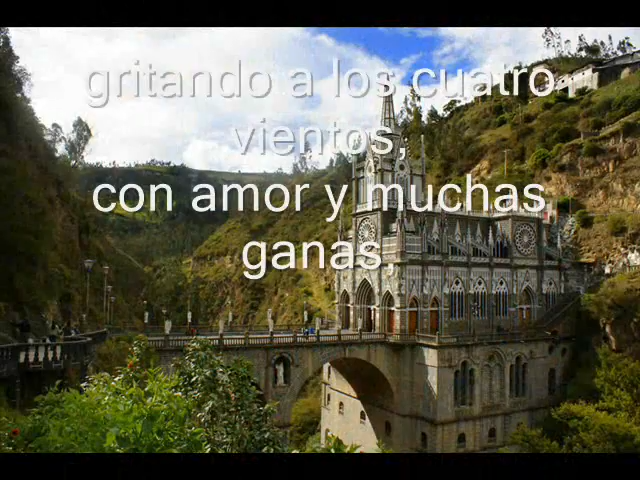 gritando a los cuatro
vientos,
con amor y muchas
ganas,